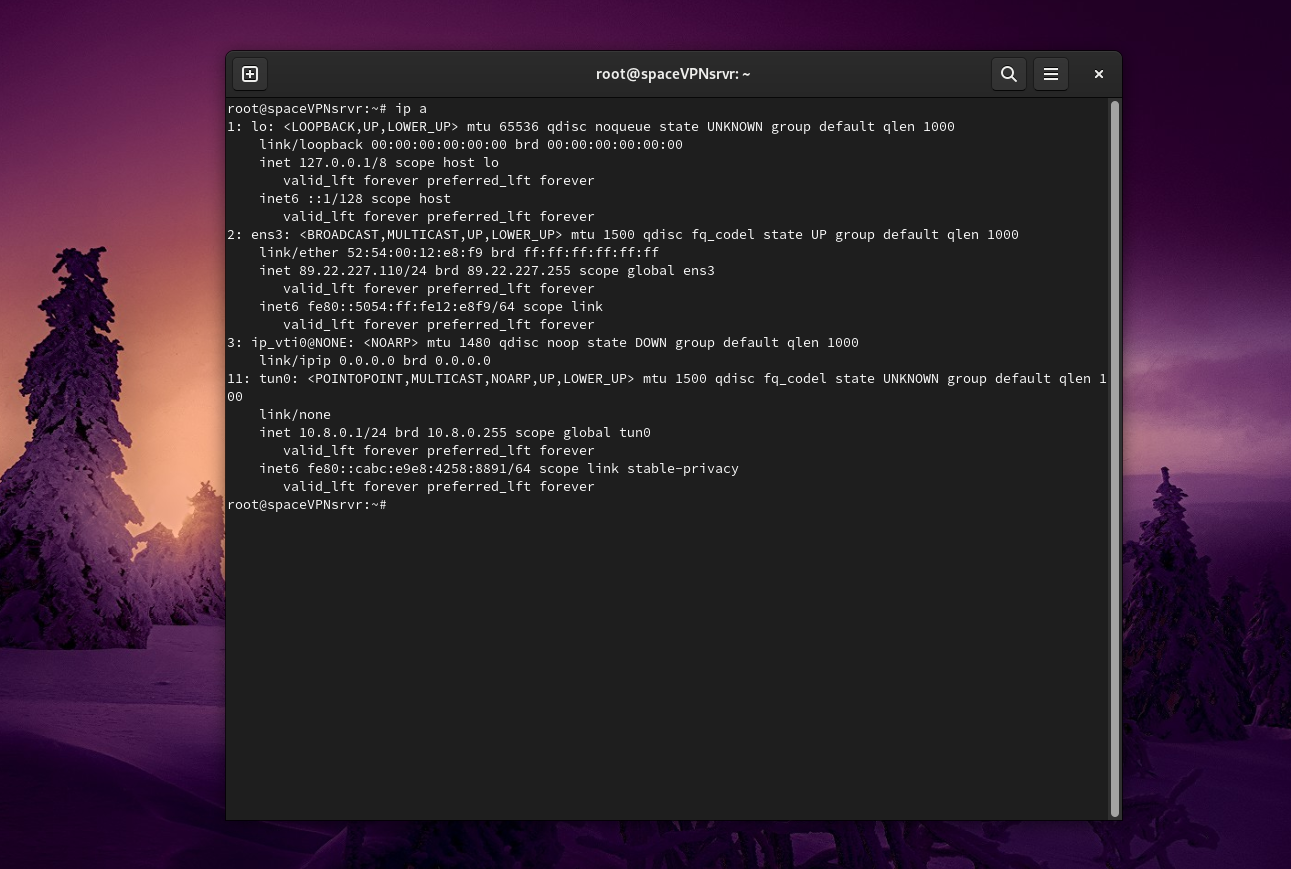 root@spaceVPNsrvr: ~
root@spaceVPNsrvr:~# ip a
1: lo: <LOOPBACK,UP,LOWER_UP> mtu 65536 qdisc noqueue state UNKNOWN group default qlen 1000
    link/loopback 00:00:00:00:00:00 brd 00:00:00:00:00:00
    inet 127.0.0.1/8 scope host lo
       valid_lft forever preferred_lft forever
    inet6 ::1/128 scope host
       valid_lft forever preferred_lft forever
2: ens3: <BROADCAST,MULTICAST,UP,LOWER_UP> mtu 1500 qdisc fq_codel state UP group default qlen 1000
    link/ether 52:54:00:12:e8:f9 brd ff:ff:ff:ff:ff:ff
    inet 89.22.227.110/24 brd 89.22.227.255 scope global ens3
       valid_lft forever preferred_lft forever
    inet6 fe80::5054:ff:fe12:e8f9/64 scope link
       valid_lft forever preferred_lft forever
3: ip_vti0@NONE: <NOARP> mtu 1480 qdisc noop state DOWN group default qlen 1000
    link/ipip 0.0.0.0 brd 0.0.0.0
11: tun0: <POINTOPOINT,MULTICAST,NOARP,UP,LOWER_UP> mtu 1500 qdisc fq_codel state UNKNOWN group default qlen 1
00
    link/none
    inet 10.8.0.1/24 brd 10.8.0.255 scope global tun0
       valid_lft forever preferred_lft forever
    inet6 fe80::cabc:e9e8:4258:8891/64 scope link stable-privacy
       valid_lft forever preferred_lft forever
root@spaceVPNsrvr:~#